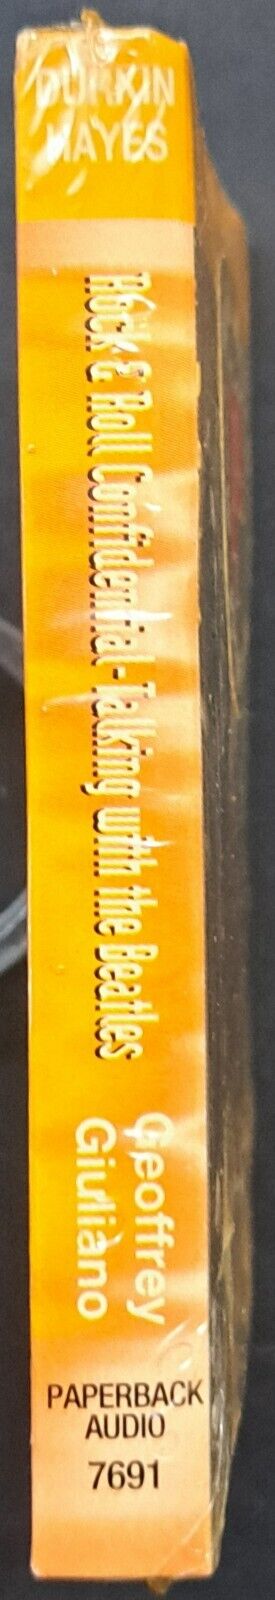 DURKIN
HAYES
Rock & Roll Confidential-Talking with the Beatles
Geoffrey
Giuliano
PAPERBACK
AUDIO
7691